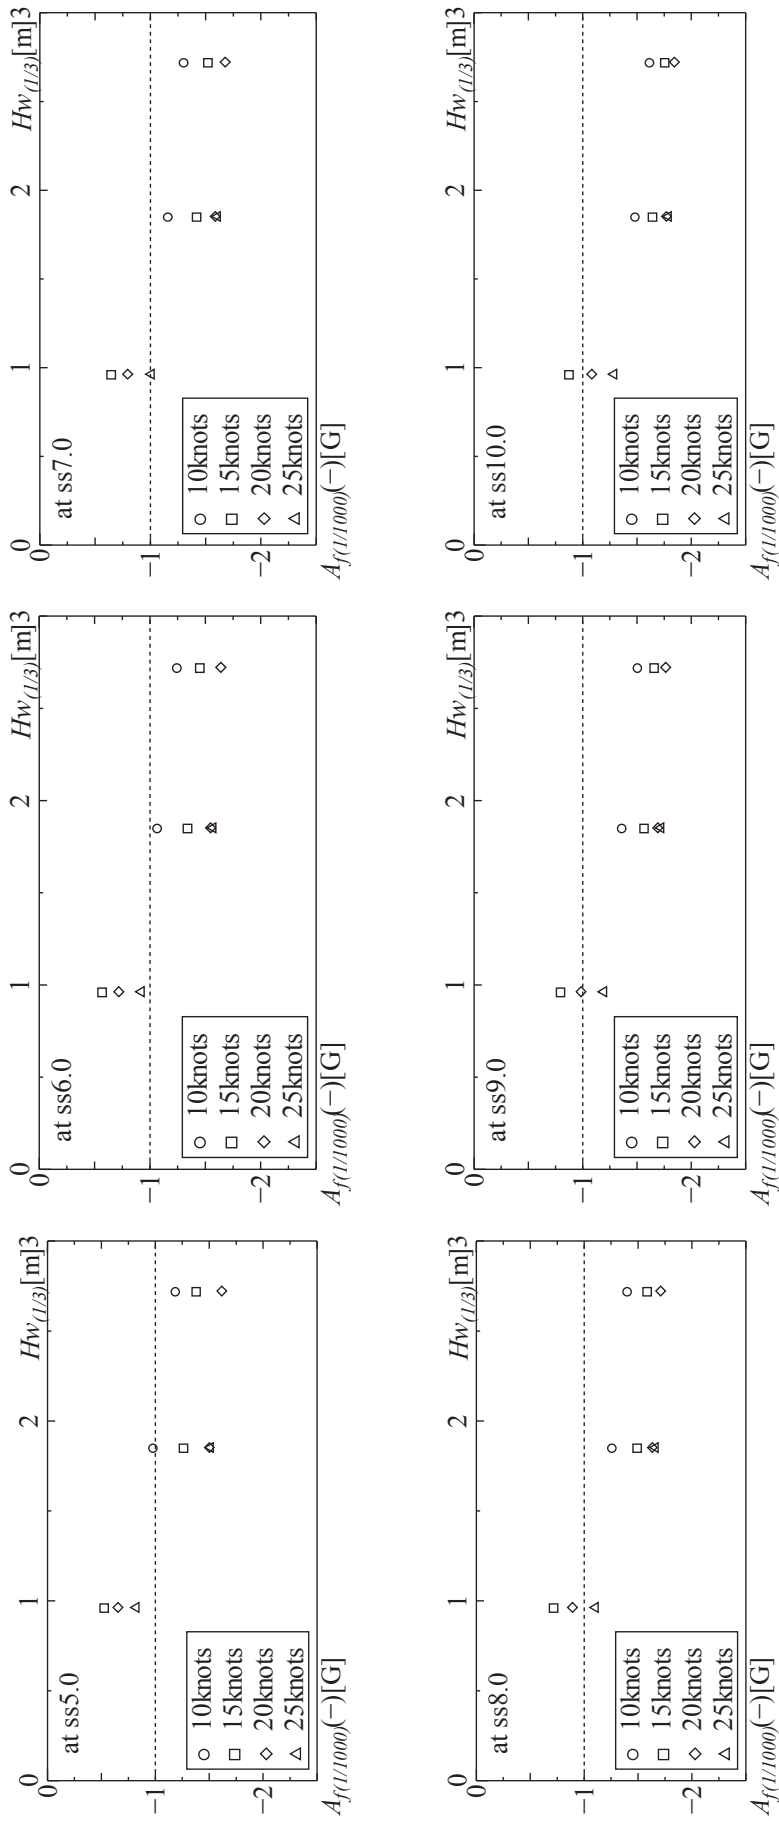 0 1 2 Hw(1/3)[m]3
at ss5.0
0
−1
−2
10knots
15knots
20knots
25knots
Af(1/1000)(−)[G]
0 1 2 Hw(1/3)[m]3
at ss6.0
0
−1
−2
10knots
15knots
20knots
25knots
Af(1/1000)(−)[G]
0 1 2 Hw(1/3)[m]3
at ss7.0
0
−1
−2
10knots
15knots
20knots
25knots
Af(1/1000)(−)[G]
0 1 2 Hw(1/3)[m]3
at ss8.0
0
−1
−2
10knots
15knots
20knots
25knots
Af(1/1000)(−)[G]
0 1 2 Hw(1/3)[m]3
at ss9.0
0
−1
−2
10knots
15knots
20knots
25knots
Af(1/1000)(−)[G]
0 1 2 Hw(1/3)[m]3
at ss10.0
0
−1
−2
10knots
15knots
20knots
25knots
Af(1/1000)(−)[G]